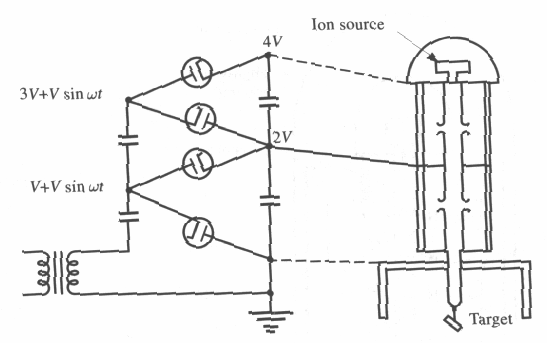 Ion source
4V
3V+V sin ωt
2V
V+V sin ωt
Target